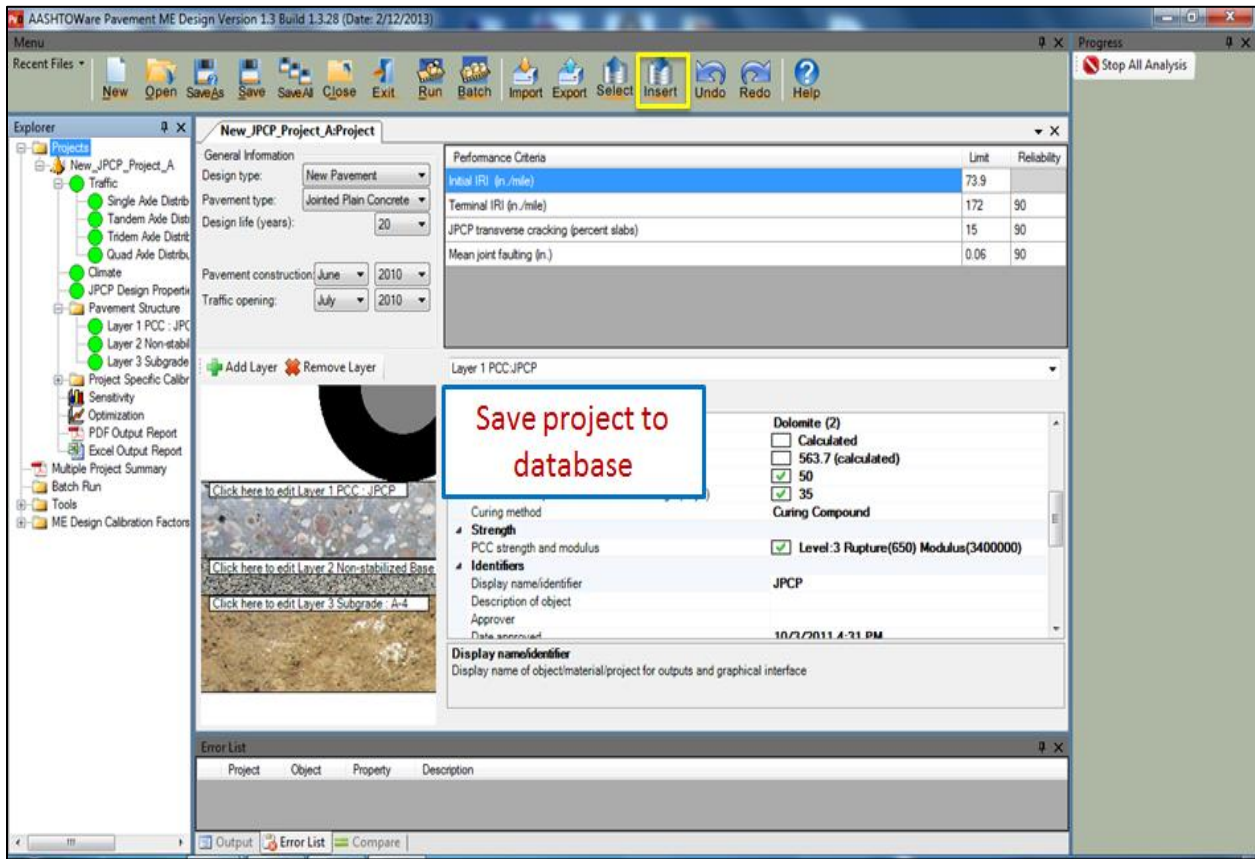 AASHTOWare Pavement ME Design Version 1.3 Build 1.3.28 (Date: 2/12/2013)
Menu
Recent Files
New Open SaveAs Save SaveAll Close Exit Run Batch Import Export Select Insert Undo Redo Help
Progress
Stop All Analysis
Explorer
Projects
New_JPCP_Project_A
Traffic
Single Axle Distrib
Tandem Axle Distr
Tridem Axle Distrib
Quad Axle Distribu
Climate
JPCP Design Propertie
Pavement Structure
Layer 1 PCC : JPC
Layer 2 Non-stabil
Layer 3 Subgrade
Project Specific Calibr
Sensitivity
Optimization
PDF Output Report
Excel Output Report
Multiple Project Summary
Batch Run
Tools
ME Design Calibration Factors
New_JPCP_Project_A:Project
General Information
Design type: New Pavement
Pavement type: Jointed Plain Concrete
Design life (years): 20
Pavement construction: June 2010
Traffic opening: July 2010
Performance Criteria Limit Reliability
Initial IRI (in./mile) 73.9
Terminal IRI (in./mile) 172 90
JPCP transverse cracking (percent slabs) 15 90
Mean joint faulting (in.) 0.06 90
Add Layer Remove Layer
Layer 1 PCC:JPCP
Click here to edit Layer 1 PCC : JPCP
Click here to edit Layer 2 Non-stabilized Base
Click here to edit Layer 3 Subgrade : A-4
Save project to
database
Dolomite (2)
Calculated
563.7 (calculated)
50
35
Curing method Curing Compound
Strength
PCC strength and modulus Level:3 Rupture(650) Modulus(3400000)
Identifiers
Display name/identifier JPCP
Description of object
Approver
Date approved 10/3/2011 4:31 PM
Display name/identifier
Display name of object/material/project for outputs and graphical interface
Error List
Project Object Property Description
Output Error List Compare